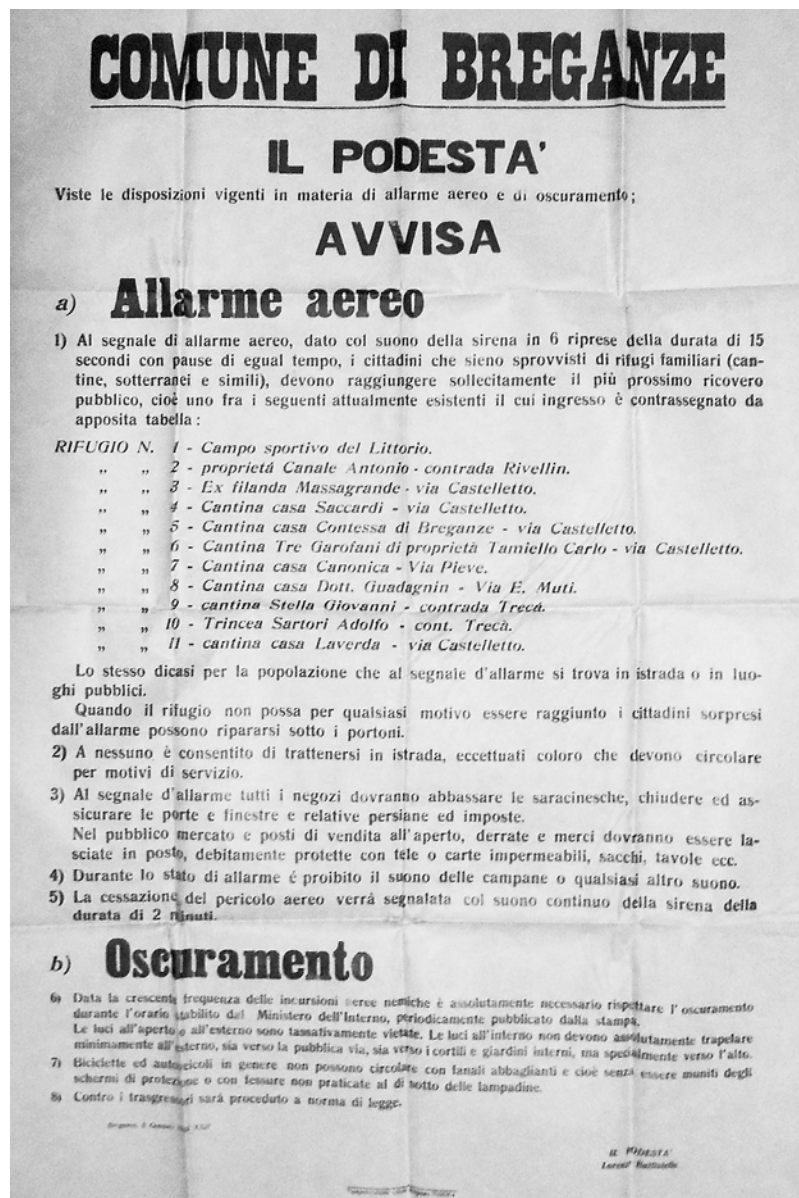 COMUNE DI BREGANZE
IL PODESTA'
Viste le disposizioni vigenti in materia di allarme aereo e di oscuramento;
AVVISA
a) Allarme aereo
1) Al segnale di allarme aereo, dato col suono della sirena in 6 riprese della durata di 15
secondi con pause di egual tempo, i cittadini che sieno sprovvisti di rifugi familiari (can-
tine, sotterranei e simili), devono raggiungere sollecitamente il più prossimo ricovero
pubblico, cioè uno fra i seguenti attualmente esistenti il cui ingresso è contrassegnato da
apposita tabella :
RIFUGIO N. 1 - Campo sportivo del Littorio.
„ „ 2 - proprietá Canale Antonio - contrada Rivellin.
„ „ 3 - Ex filanda Massagrande - via Castelletto.
„ „ 4 - Cantina casa Saccardi - via Castelletto.
„ „ 5 - Cantina casa Contessa di Breganze - via Castelletto.
„ „ 6 - Cantina Tre Garofani di proprietà Tamiello Carlo - via Castelletto.
„ „ 7 - Cantina casa Canonica - Via Pieve.
„ „ 8 - Cantina casa Dott. Guadagnin - Via E. Muti.
„ „ 9 - cantina Stella Giovanni - contrada Trecá.
„ „ 10 - Trincea Sartori Adolfo - cont. Trecà.
„ „ 11 - cantina casa Laverda - via Castelletto.
Lo stesso dicasi per la popolazione che al segnale d'allarme si trova in istrada o in luo-
ghi pubblici.
Quando il rifugio non possa per qualsiasi motivo essere raggiunto i cittadini sorpresi
dall'allarme possono ripararsi sotto i portoni.
2) A nessuno è consentito di trattenersi in istrada, eccettuati coloro che devono circolare
per motivi di servizio.
3) Al segnale d'allarme tutti i negozi dovranno abbassare le saracinesche, chiudere ed as-
sicurare le porte e finestre e relative persiane ed imposte.
Nel pubblico mercato e posti di vendita all'aperto, derrate e merci dovranno essere la-
sciate in posto, debitamente protette con tele o carte impermeabili, sacchi, tavole ecc.
4) Durante lo stato di allarme é proibito il suono delle campane o qualsiasi altro suono.
5) La cessazione del pericolo aereo verrá segnalata col suono continuo della sirena della
durata di 2 minuti.
b) Oscuramento
6) Data la crescente frequenza delle incursioni aeree nemiche è assolutamente necessario rispettare l'oscuramento
durante l'orario stabilito dal Ministero dell'Interno, periodicamente pubblicato dalla stampa.
Le luci all'aperto o all'esterno sono tassativamente vietate. Le luci all'interno non devono assolutamente trapelare
minimamente all'esterno, sia verso la pubblica via, sia verso i cortili e giardini interni, ma specialmente verso l'alto.
7) Biciclette ed autoveicoli in genere non possono circolare con fanali abbaglianti e cioè senza essere muniti degli
schermi di protezione o con fessure non praticate al di sotto delle lampadine.
8) Contro i trasgressori sará proceduto a norma di legge.
IL PODESTA'